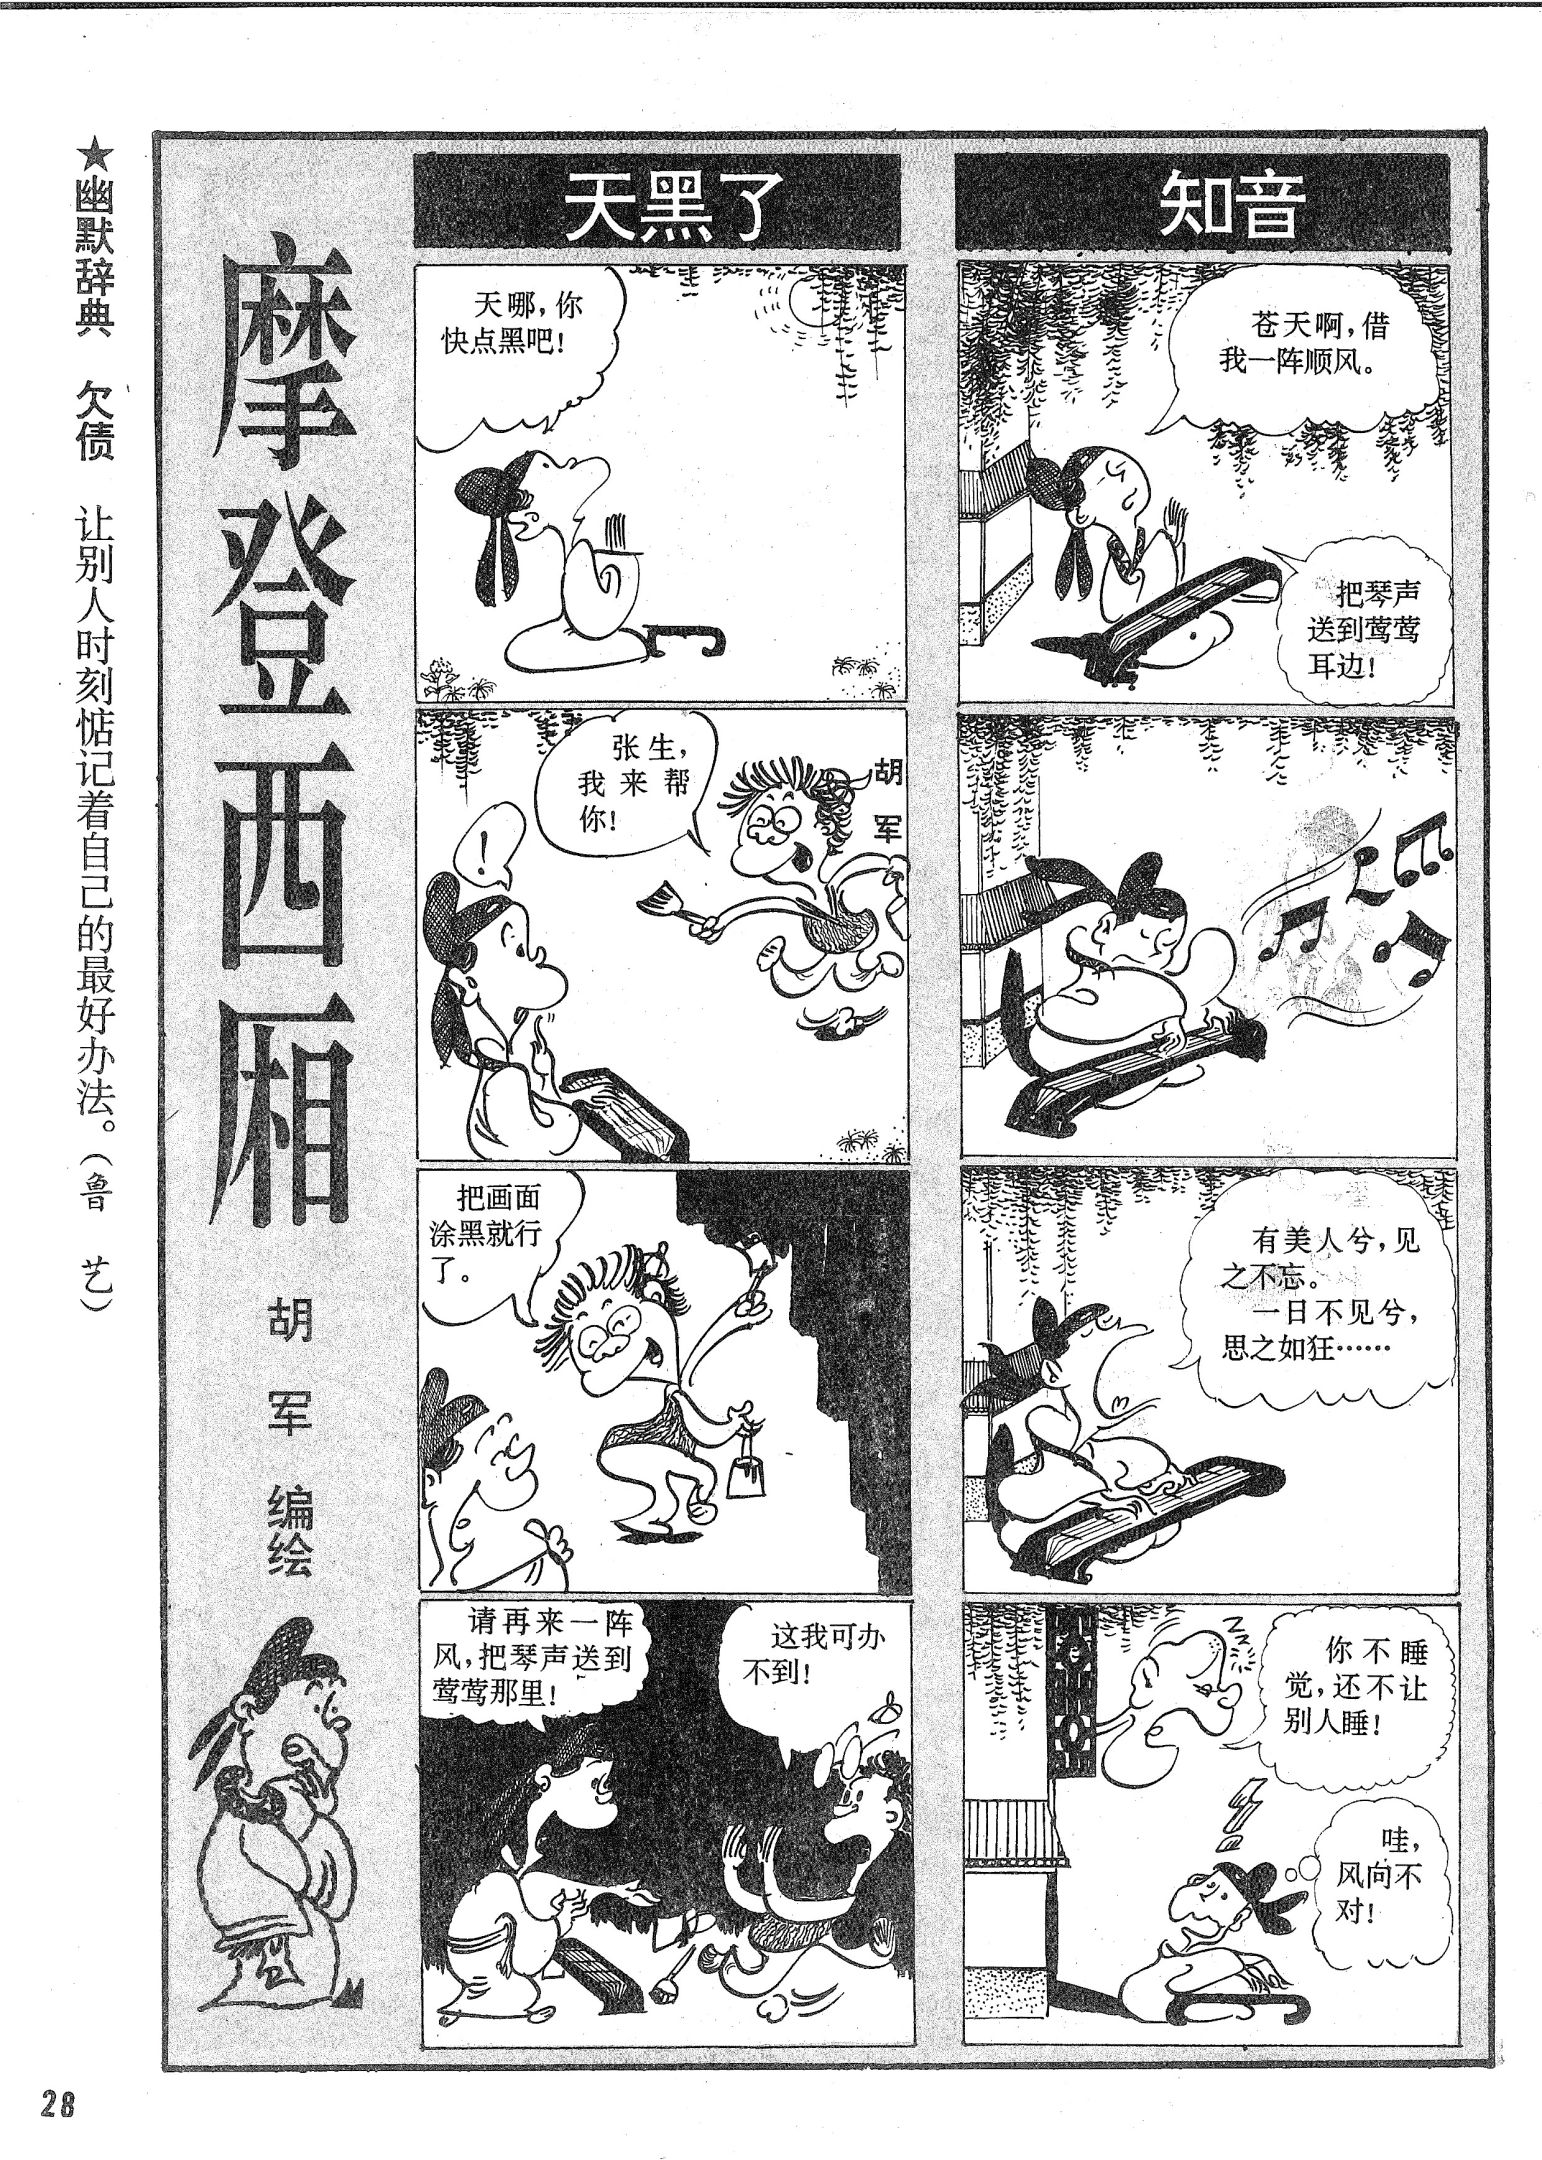 ★幽默辞典 欠债 让别人时刻惦记着自己的最好办法。(鲁 艺)
摩登西厢
胡 军 编绘
知音
苍天啊,借
我一阵顺风。
把琴声
送到莺莺
耳边!
有美人兮,见
之不忘。
一日不见兮,
思之如狂……
ZZZ
你不睡
觉,还不让
别人睡!
哇,
风向不
对!
天黑了
天哪,你
快点黑吧!
张生,
我来帮
你!
胡军
!
把画面
涂黑就行
了。
请再来一阵
风,把琴声送到
莺莺那里!
这我可办
不到!
28